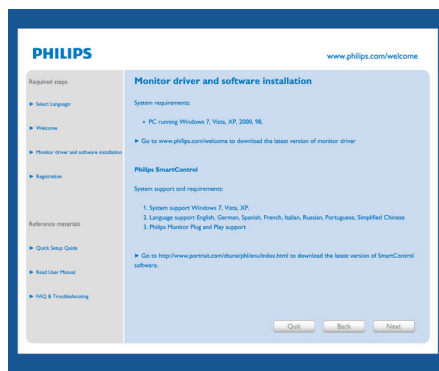 PHILIPS
www.philips.com/welcome
Required steps
Select Language:
Welcome
Monitor driver and software installation
Registration
Reference materials
Quick Setup Quide
Read User Manual
FAQ & Troubleshooting
Monitor driver and software installation
System requirements:
• PC running Windows 7, Vista, XP, 2000, 98.
Go to www.philips.com/welcome to download the latest version of monitor driver
Philips SmartControl
System support and requirements:
1. System support Windows 7, Vista, XP.
2. Language support English, German, Spanish, French, Italian, Russian, Portuguese, Simplified Chinese
3. Philips Monitor Plug and Play support
Go to http://www.portrait.com/dtune/phl/enu/index.html to download the latest version of SmartControl
software.
Quit
Back
Next